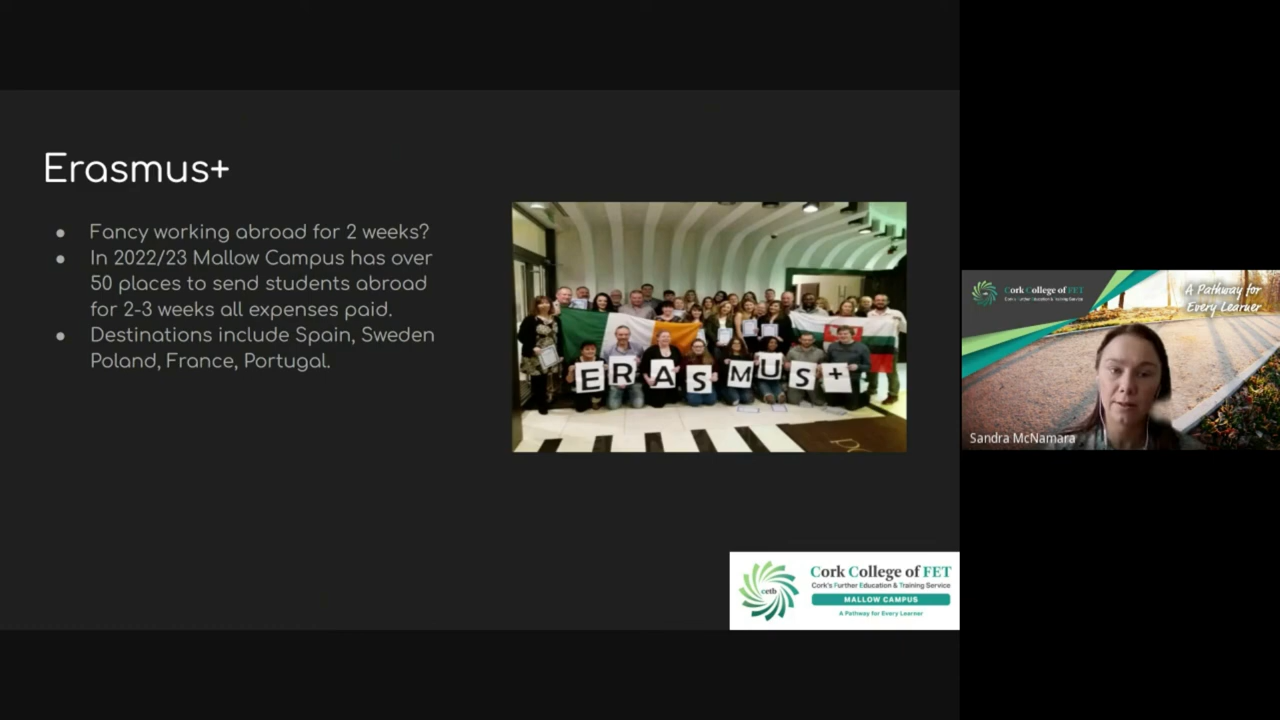 Erasmus+
● Fancy working abroad for 2 weeks?
● In 2022/23 Mallow Campus has over
50 places to send students abroad
for 2-3 weeks all expenses paid.
● Destinations include Spain, Sweden
Poland, France, Portugal.
ERASMUS+
Cork College of FET
Cork's Further Education & Training Service
MALLOW CAMPUS
A Pathway for Every Learner
cetb
Cork College of FET
Cork's Further Education & Training Service
A Pathway for
Every Learner
Sandra McNamara